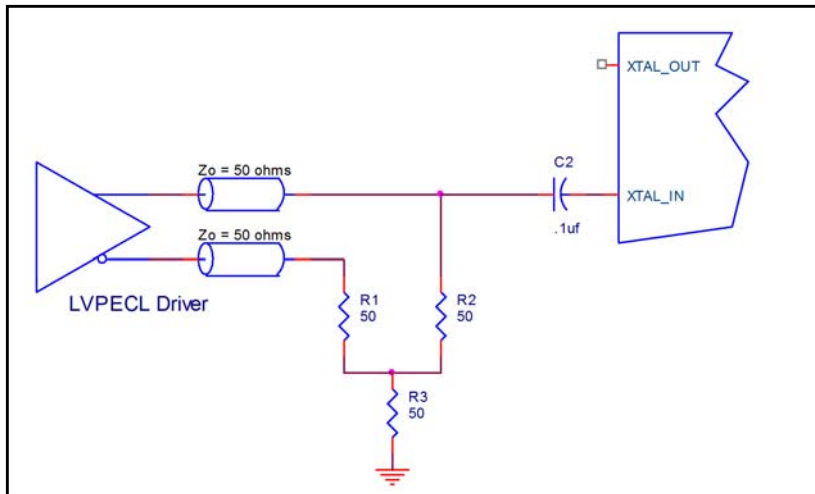 XTAL_OUT
Zo = 50 ohms
C2
XTAL_IN
.1uf
Zo = 50 ohms
LVPECL Driver
R1
50
R2
50
R3
50